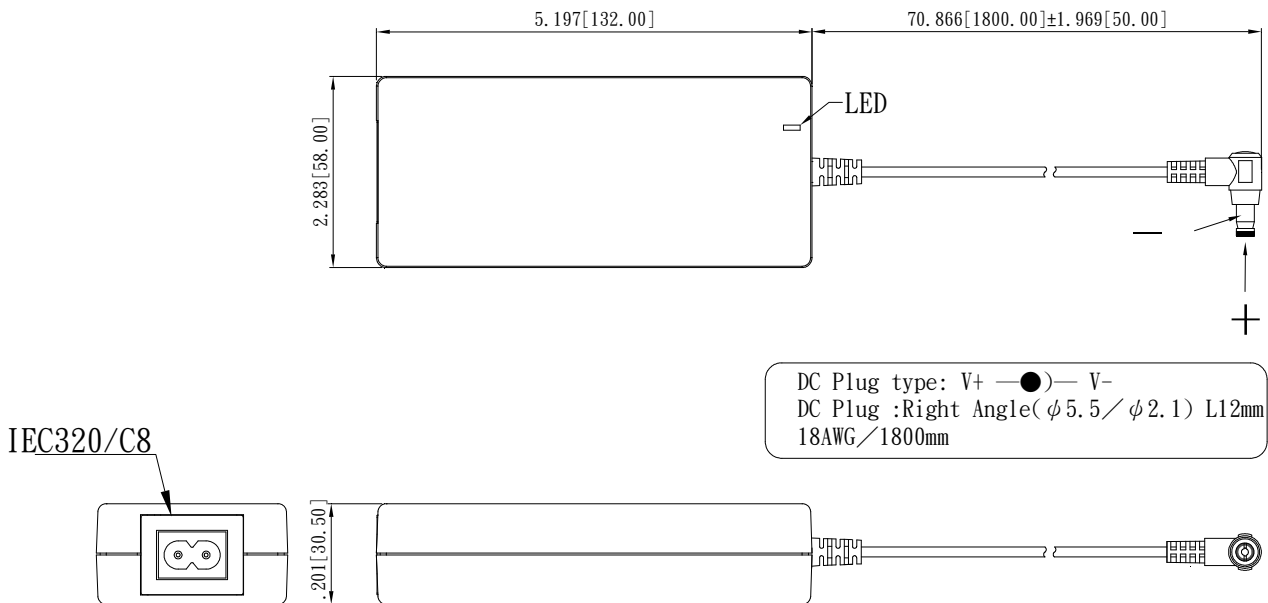 5.197[132.00]
70.866[1800.00]±1.969[50.00]
LED
2.283[58.00]
—
+
DC Plug type: V+ —●)— V-
DC Plug :Right Angle(φ5.5／φ2.1) L12mm
18AWG／1800mm
IEC320/C8
.201[30.50]